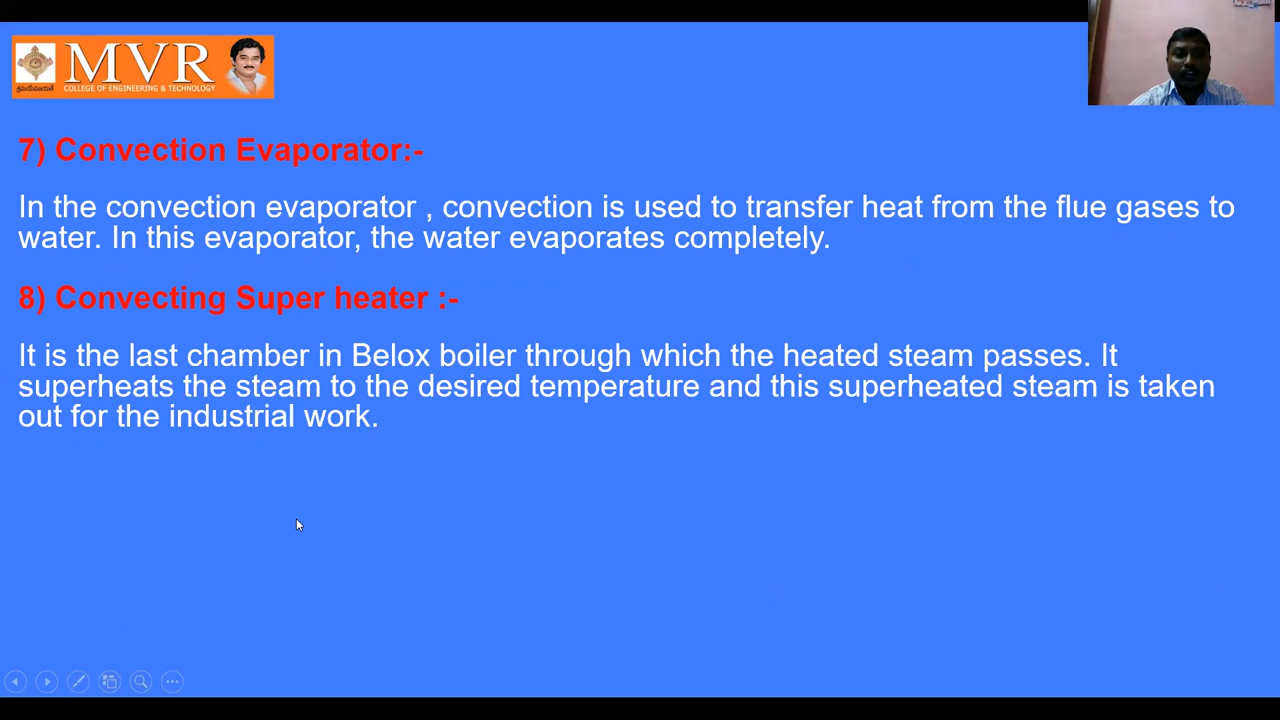 MVR
COLLEGE OF ENGINEERING & TECHNOLOGY
7) Convection Evaporator:-
In the convection evaporator , convection is used to transfer heat from the flue gases to
water. In this evaporator, the water evaporates completely.
8) Convecting Super heater :-
It is the last chamber in Belox boiler through which the heated steam passes. It
superheats the steam to the desired temperature and this superheated steam is taken
out for the industrial work.